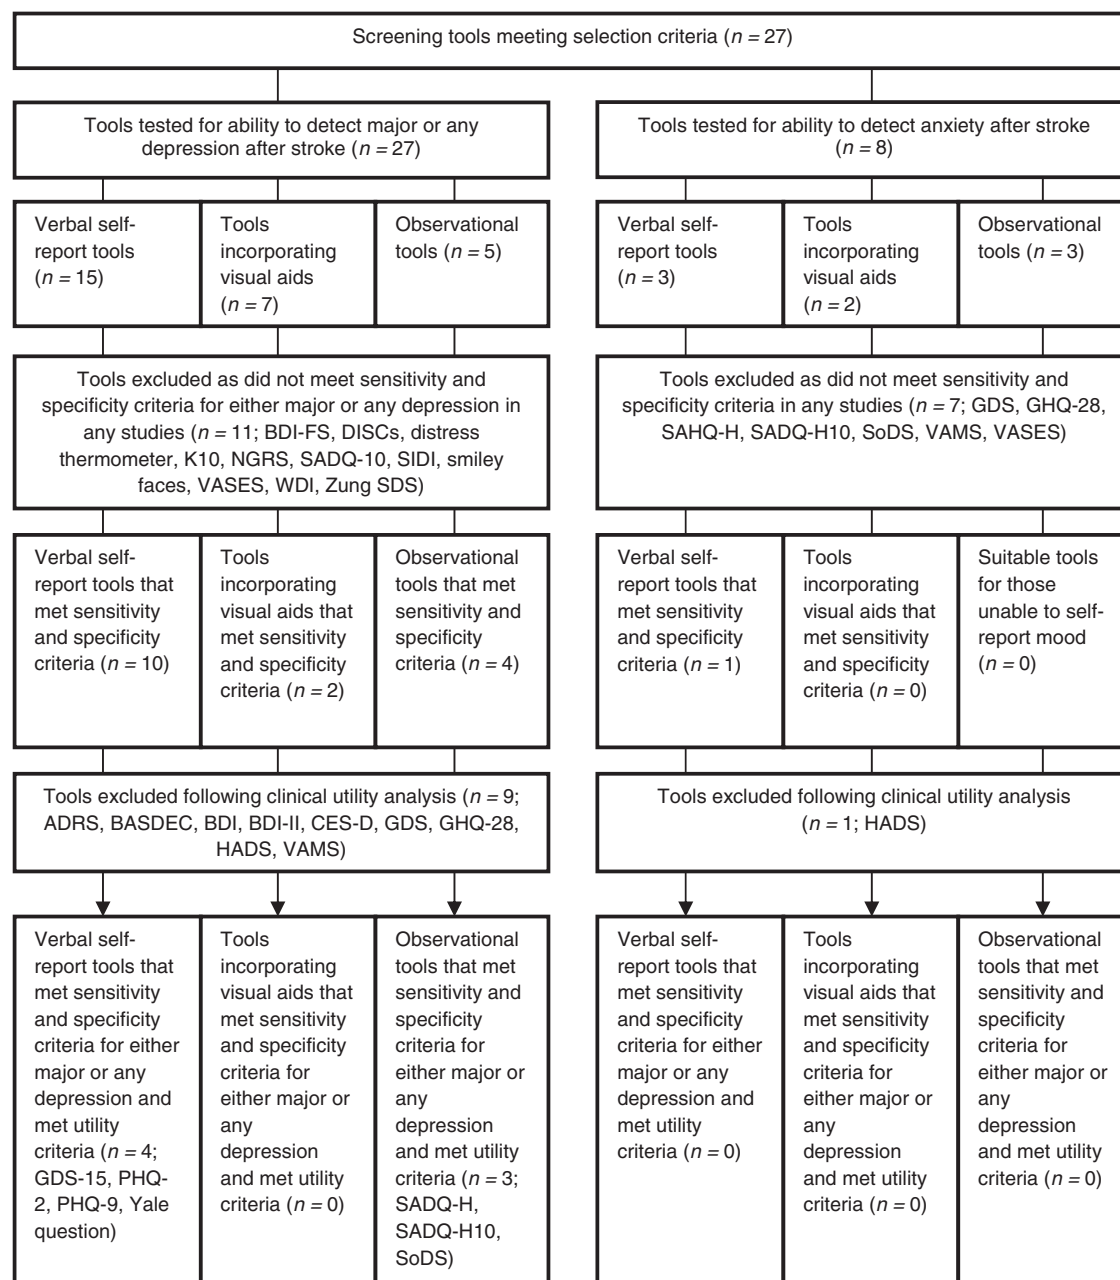 Screening tools meeting selection criteria (n = 27)
Tools tested for ability to detect major or any
depression after stroke (n = 27)
Tools tested for ability to detect anxiety after stroke
(n = 8)
Verbal self-
report tools
(n = 15)
Tools
incorporating
visual aids
(n = 7)
Observational
tools (n = 5)
Verbal self-
report tools
(n = 3)
Tools
incorporating
visual aids
(n = 2)
Observational
tools (n = 3)
Tools excluded as did not meet sensitivity and
specificity criteria for either major or any depression in
any studies (n = 11; BDI-FS, DISCs, distress
thermometer, K10, NGRS, SADQ-10, SIDI, smiley
faces, VASES, WDI, Zung SDS)
Tools excluded as did not meet sensitivity and
specificity criteria in any studies (n = 7; GDS, GHQ-28,
SAHQ-H, SADQ-H10, SoDS, VAMS, VASES)
Verbal self-
report tools that
met sensitivity
and specificity
criteria (n = 10)
Tools
incorporating
visual aids that
met sensitivity
and specificity
criteria (n = 2)
Observational
tools that met
sensitivity and
specificity
criteria (n = 4)
Verbal self-
report tools that
met sensitivity
and specificity
criteria (n = 1)
Tools
incorporating
visual aids that
met sensitivity
and specificity
criteria (n = 0)
Suitable tools
for those
unable to self-
report mood
(n = 0)
Tools excluded following clinical utility analysis (n = 9;
ADRS, BASDEC, BDI, BDI-II, CES-D, GDS, GHQ-28,
HADS, VAMS)
Tools excluded following clinical utility analysis
(n = 1; HADS)
Verbal self-
report tools that
met sensitivity
and specificity
criteria for either
major or any
depression and
met utility
criteria (n = 4;
GDS-15, PHQ-
2, PHQ-9, Yale
question)
Tools
incorporating
visual aids that
met sensitivity
and specificity
criteria for
either major or
any
depression
and met utility
criteria (n = 0)
Observational
tools that met
sensitivity and
specificity
criteria for
either major or
any
depression
and met utility
criteria (n = 3;
SADQ-H,
SADQ-H10,
SoDS)
Verbal self-
report tools that
met sensitivity
and specificity
criteria for either
major or any
depression and
met utility
criteria (n = 0)
Tools
incorporating
visual aids that
met sensitivity
and specificity
criteria for
either major or
any
depression
and met utility
criteria (n = 0)
Observational
tools that met
sensitivity and
specificity
criteria for
either major or
any
depression
and met utility
criteria (n = 0)